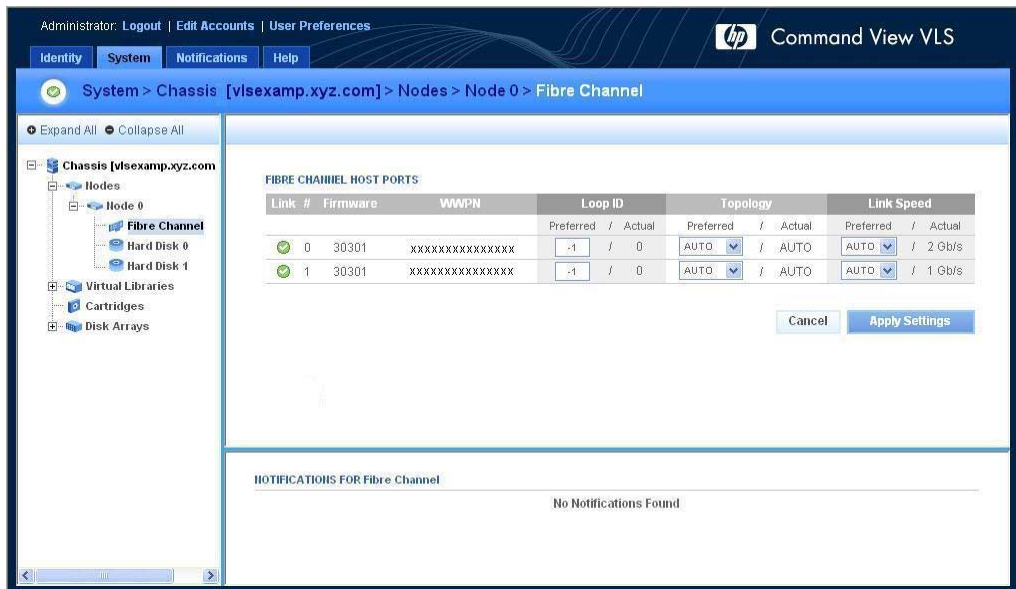 Administrator: Logout | Edit Accounts | User Preferences
hp Command View VLS
Identity System Notifications Help
System > Chassis [vlsexamp.xyz.com] > Nodes > Node 0 > Fibre Channel
Expand All Collapse All
Chassis [vlsexamp.xyz.com
Nodes
Node 0
Fibre Channel
Hard Disk 0
Hard Disk 1
Virtual Libraries
Cartridges
Disk Arrays
FIBRE CHANNEL HOST PORTS
Link # Firmware WWPN Loop ID Topology Link Speed
Preferred / Actual Preferred / Actual Preferred / Actual
0 30301 xxxxxxxxxxxxxxx -1 / 0 AUTO / AUTO AUTO / 2 Gb/s
1 30301 xxxxxxxxxxxxxxx -1 / 0 AUTO / AUTO AUTO / 1 Gb/s
Cancel Apply Settings
NOTIFICATIONS FOR Fibre Channel
No Notifications Found